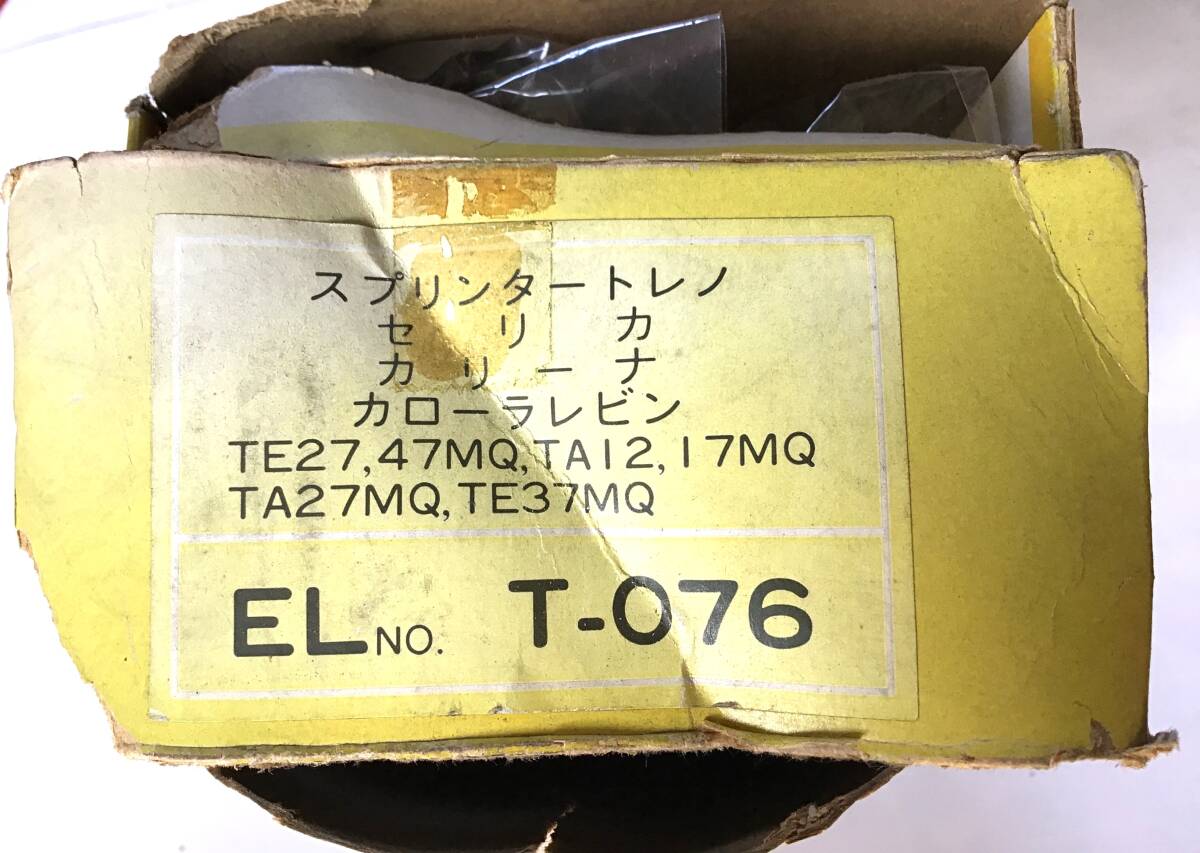 スプリンタートレノ
セリカ
カリーナ
カローラレビン
TE27,47MQ,TA12,17MQ
TA27MQ,TE37MQ
EL NO. T-076